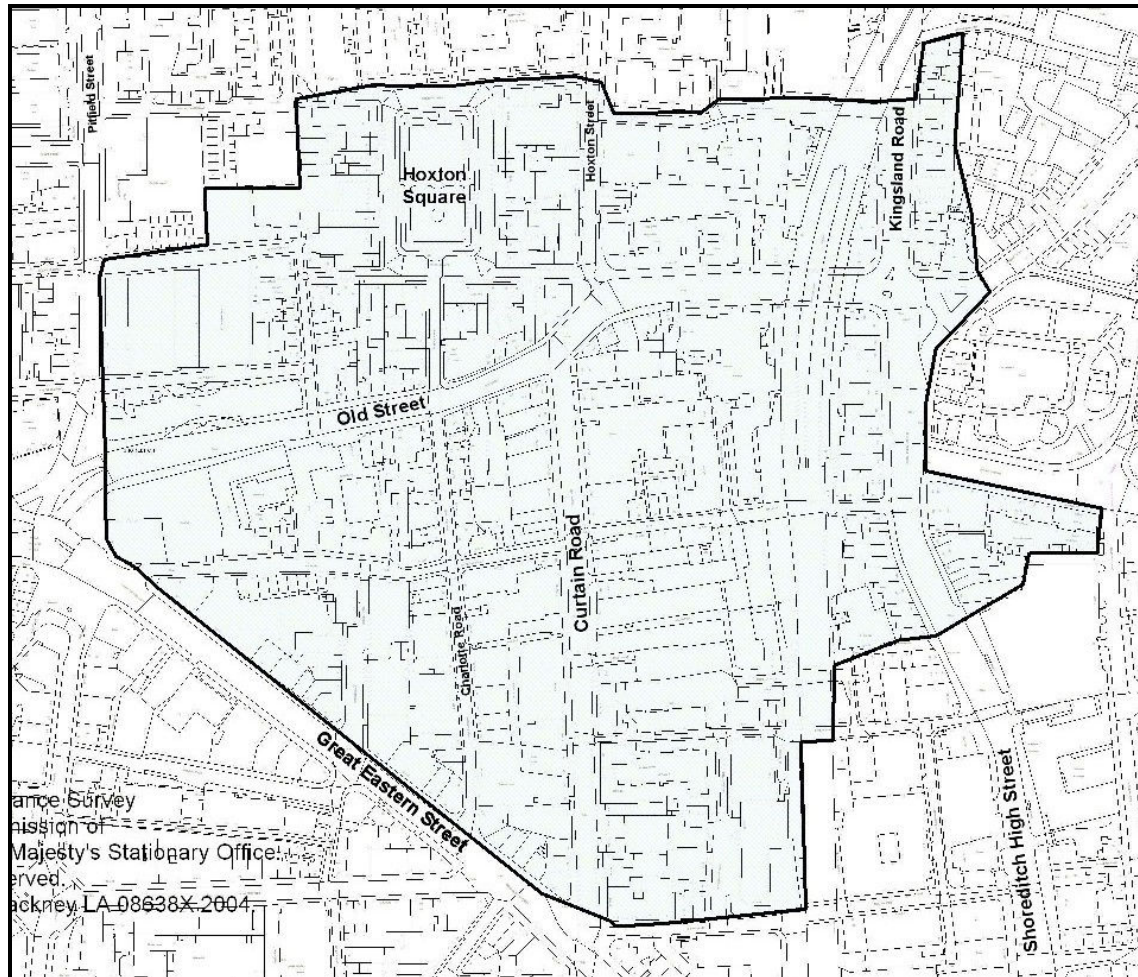 Pitfield Street
Hoxton Street
Kingsland Road
Hoxton
Square
Old Street
Curtain Road
Charlotte Road
Great Eastern Street
Shoreditch High Street
ance Survey
mission of
Majesty's Stationary Office.
erved.
ackney LA 08638X 2004